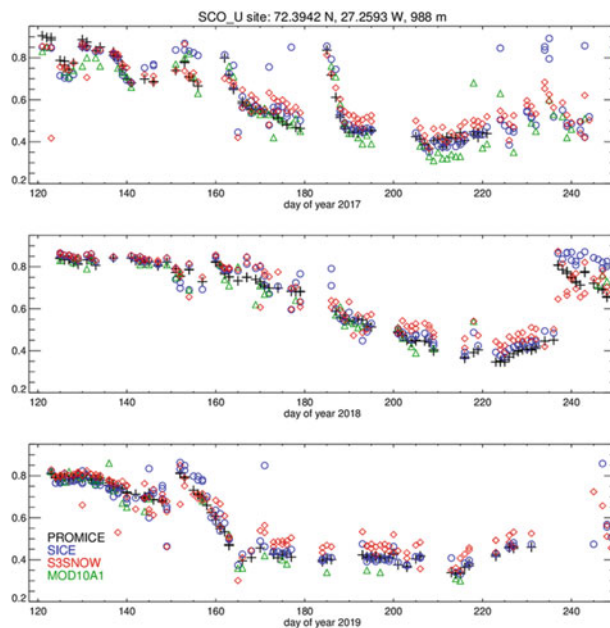 SCO_U site: 72.3942 N, 27.2593 W, 988 m
0.8
0.6
0.4
0.2
120 140 160 180 200 220 240
day of year 2017
0.8
0.6
0.4
0.2
120 140 160 180 200 220 240
day of year 2018
0.8
0.6
0.4
PROMICE
SICE
S3SNOW
MOD10A1
0.2
120 140 160 180 200 220 240
day of year 2019